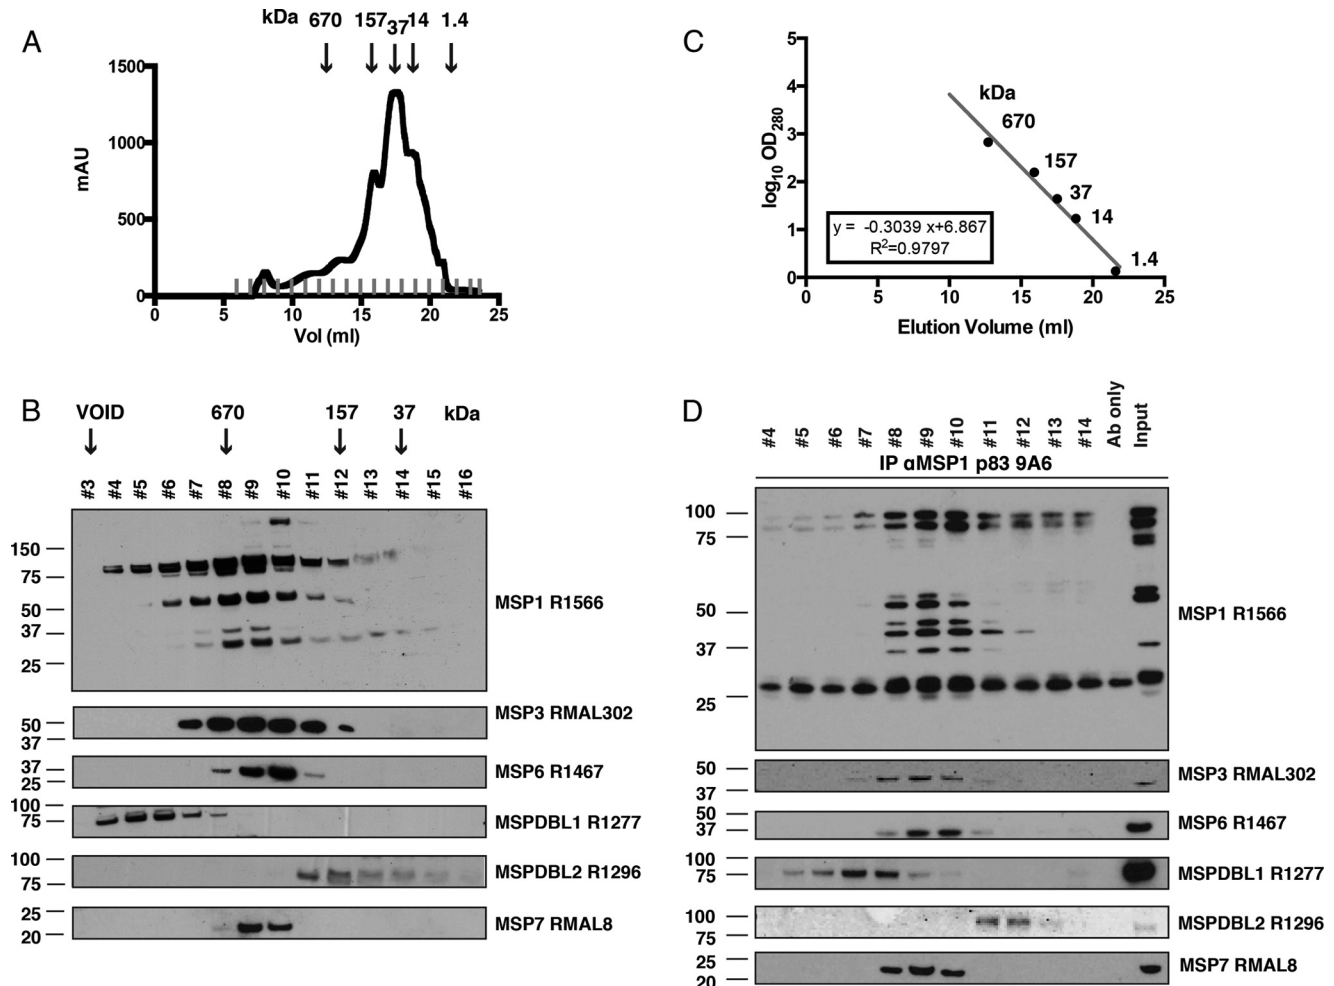 A
kDa 670 157 37 14 1.4
1500
1000
500
0
mAU
0 5 10 15 20 25
Vol (ml)
C
5
4
3
2
1
0
log10 OD280
kDa
670
157
37
14
1.4
y = -0.3039 x+6.867
R2=0.9797
0 5 10 15 20 25
Elution Volume (ml)
B
VOID 670 157 37 kDa
#3 #4 #5 #6 #7 #8 #9 #10 #11 #12 #13 #14 #15 #16
150
75
50
37
25
MSP1 R1566
50
37
MSP3 RMAL302
37
25
MSP6 R1467
100
75
MSPDBL1 R1277
100
75
MSPDBL2 R1296
25
20
MSP7 RMAL8
D
#4 #5 #6 #7 #8 #9 #10 #11 #12 #13 #14 Ab only Input
IP αMSP1 p83 9A6
100
75
50
37
25
MSP1 R1566
50
37
MSP3 RMAL302
50
37
MSP6 R1467
100
75
MSPDBL1 R1277
100
75
MSPDBL2 R1296
25
20
MSP7 RMAL8